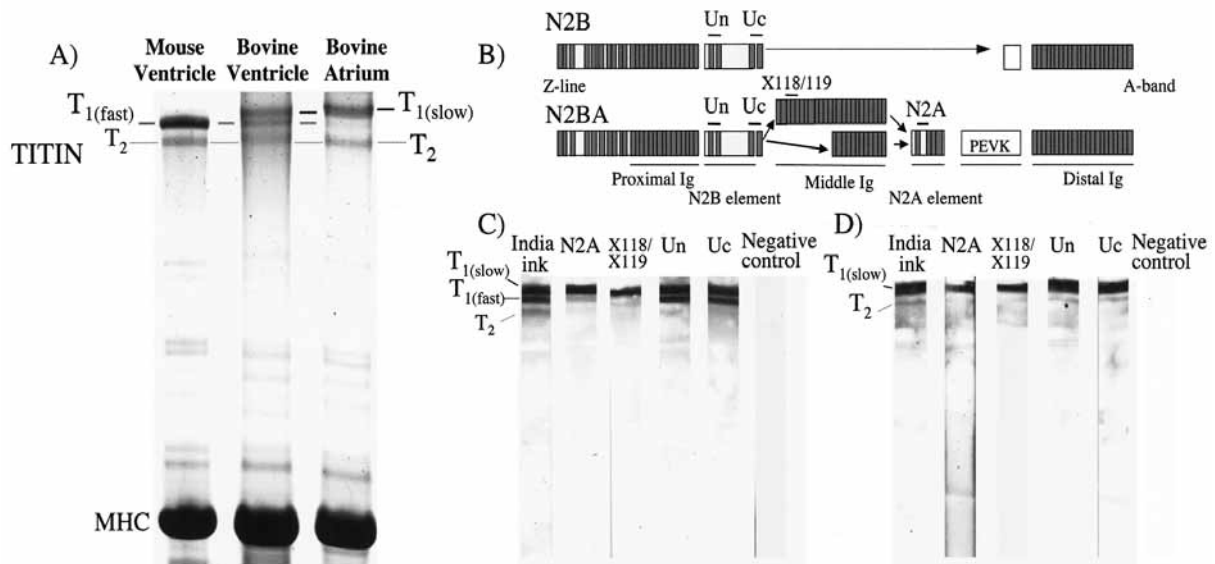 A)
Mouse Ventricle
Bovine Ventricle
Bovine Atrium
T1(fast)
T1(slow)
T2
T2
TITIN
MHC
B)
N2B
Un
Uc
Z-line
A-band
X118/119
N2BA
Un
Uc
N2A
PEVK
Proximal Ig
Middle Ig
Distal Ig
N2B element
N2A element
C)
India ink
N2A
X118/ X119
Un
Uc
Negative control
T1(slow)
T1(fast)
T2
D)
India ink
N2A
X118/ X119
Un
Uc
Negative control
T1(slow)
T2